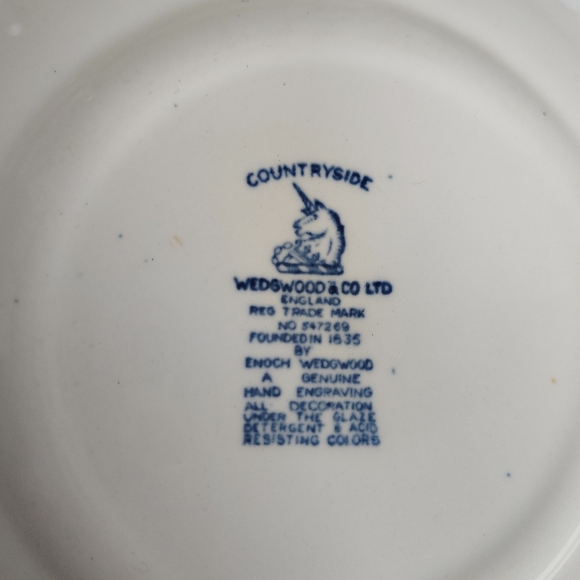 COUNTRYSIDE
WEDGWOOD & CO LTD
ENGLAND
REG TRADE MARK
NO 547269
FOUNDED IN 1835
BY
ENOCH WEDGWOOD
A GENUINE
HAND ENGRAVING
ALL DECORATION
UNDER THE GLAZE
DETERGENT & ACID
RESISTING COLORS